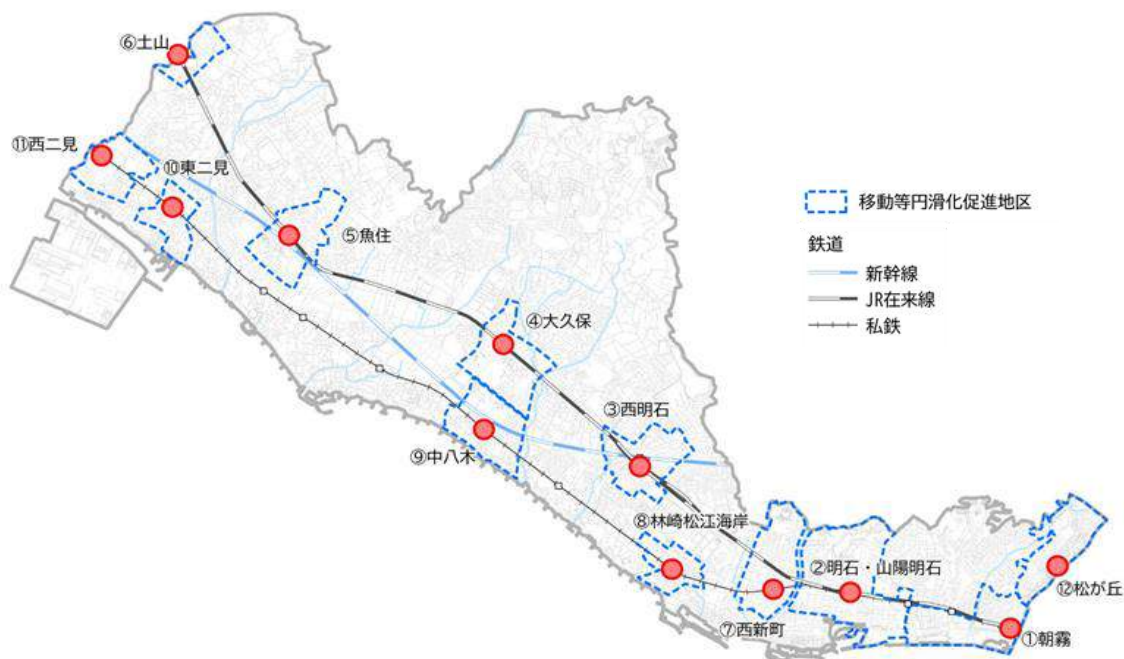 ⑥土山
⑪西二見
⑩東二見
⑤魚住
移動等円滑化促進地区
鉄道
新幹線
JR在来線
私鉄
④大久保
③西明石
⑨中八木
⑧林崎松江海岸
②明石・山陽明石
⑫松が丘
⑦西新町
①朝霧